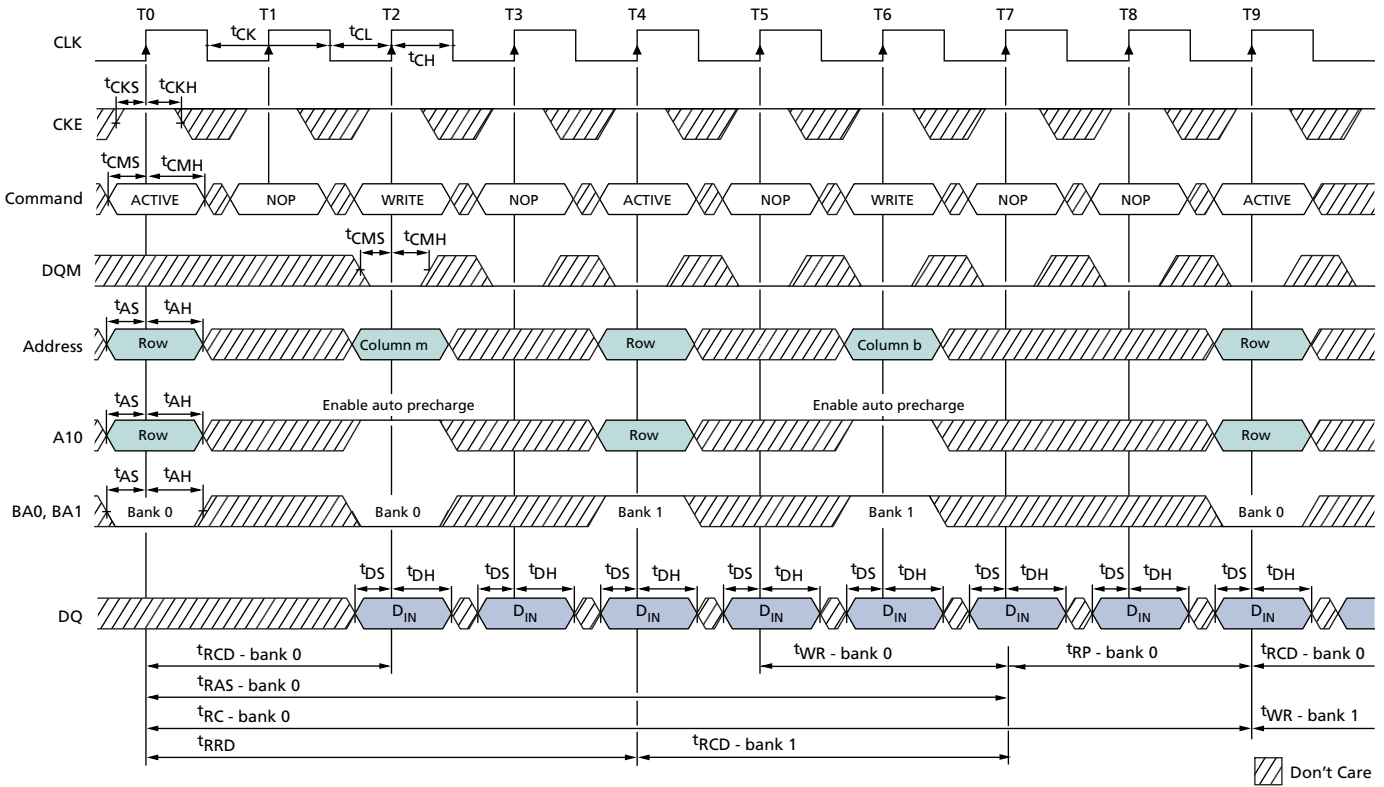 T0 T1 T2 T3 T4 T5 T6 T7 T8 T9
CLK
tCK tCL
tCH
tCKS tCKH
CKE
tCMS tCMH
Command ACTIVE NOP WRITE NOP ACTIVE NOP WRITE NOP NOP ACTIVE
tCMS tCMH
DQM
tAS tAH
Address Row Column m Row Column b Row
tAS tAH Enable auto precharge Enable auto precharge
A10 Row Row Row
tAS tAH
BA0, BA1 Bank 0 Bank 0 Bank 1 Bank 1 Bank 0
tDS tDH tDS tDH tDS tDH tDS tDH tDS tDH tDS tDH tDS tDH tDS tDH
DQ DIN DIN DIN DIN DIN DIN DIN DIN
tRCD - bank 0 tWR - bank 0 tRP - bank 0 tRCD - bank 0
tRAS - bank 0
tRC - bank 0 tWR - bank 1
tRRD tRCD - bank 1
Don't Care